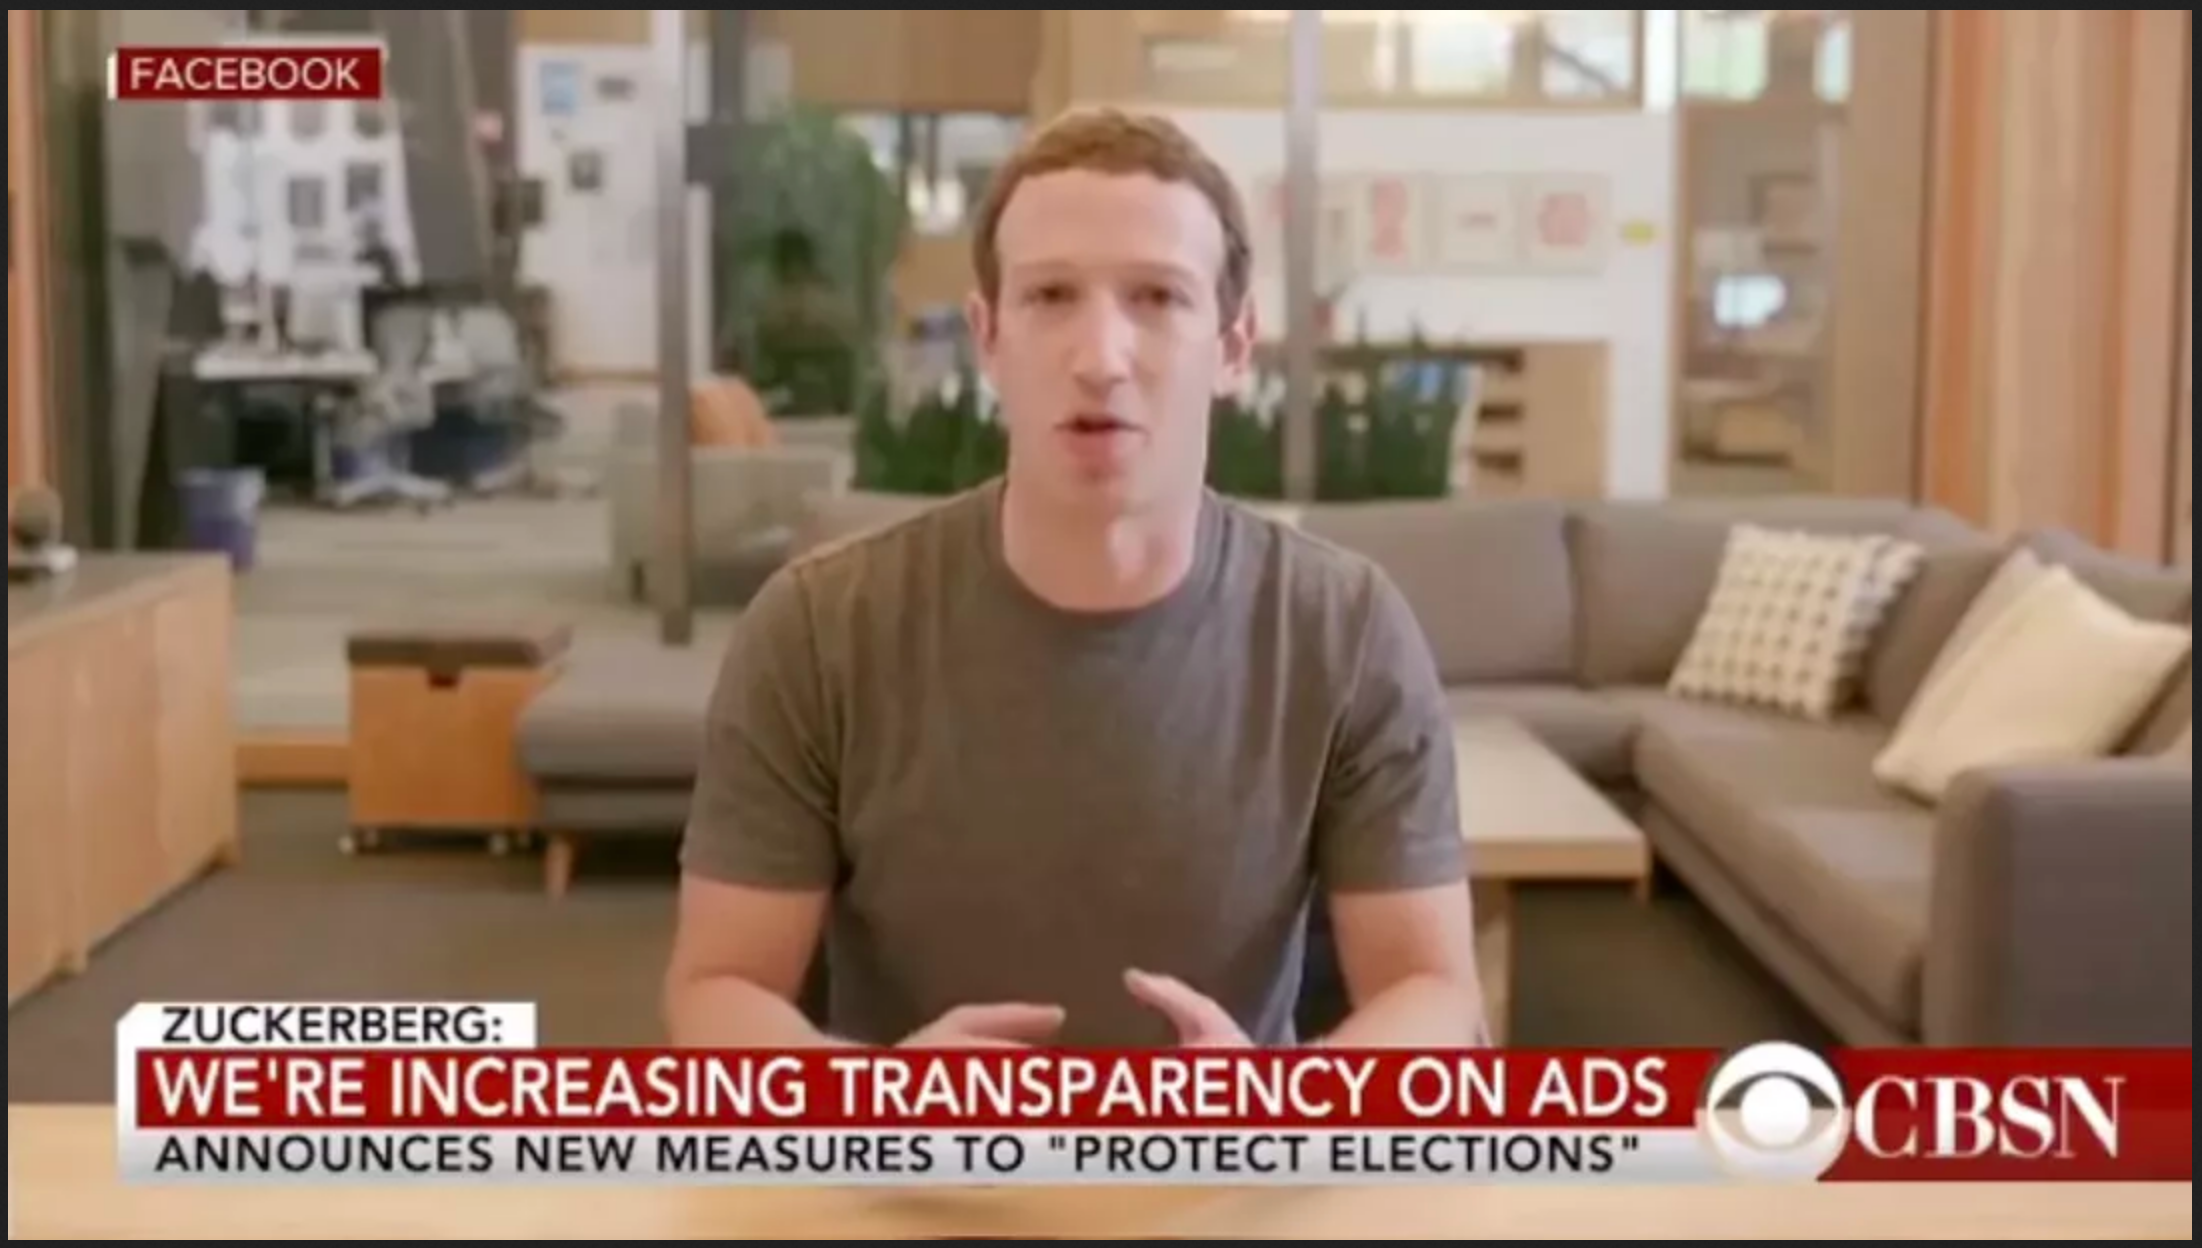 FACEBOOK
ZUCKERBERG:
WE'RE INCREASING TRANSPARENCY ON ADS
ANNOUNCES NEW MEASURES TO "PROTECT ELECTIONS"
CBSN